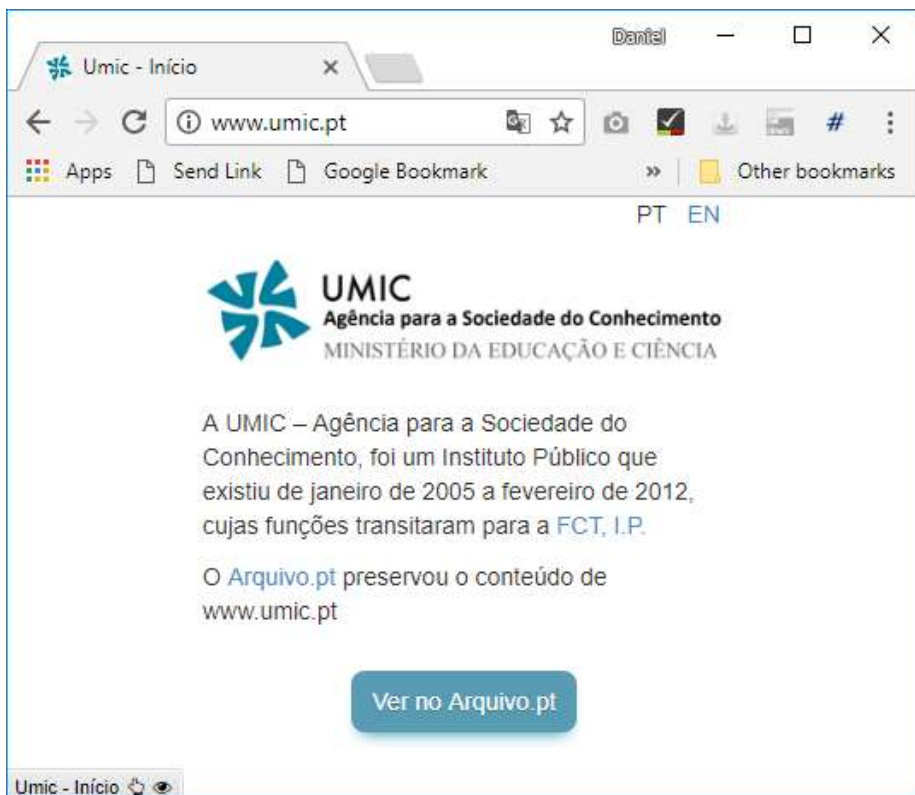 Daniel
Umic - Início
www.umic.pt
Apps Send Link Google Bookmark » Other bookmarks
PT EN
UMIC
Agência para a Sociedade do Conhecimento
MINISTÉRIO DA EDUCAÇÃO E CIÊNCIA
A UMIC – Agência para a Sociedade do
Conhecimento, foi um Instituto Público que
existiu de janeiro de 2005 a fevereiro de 2012,
cujas funções transitaram para a FCT, I.P.
O Arquivo.pt preservou o conteúdo de
www.umic.pt
Ver no Arquivo.pt
Umic - Início